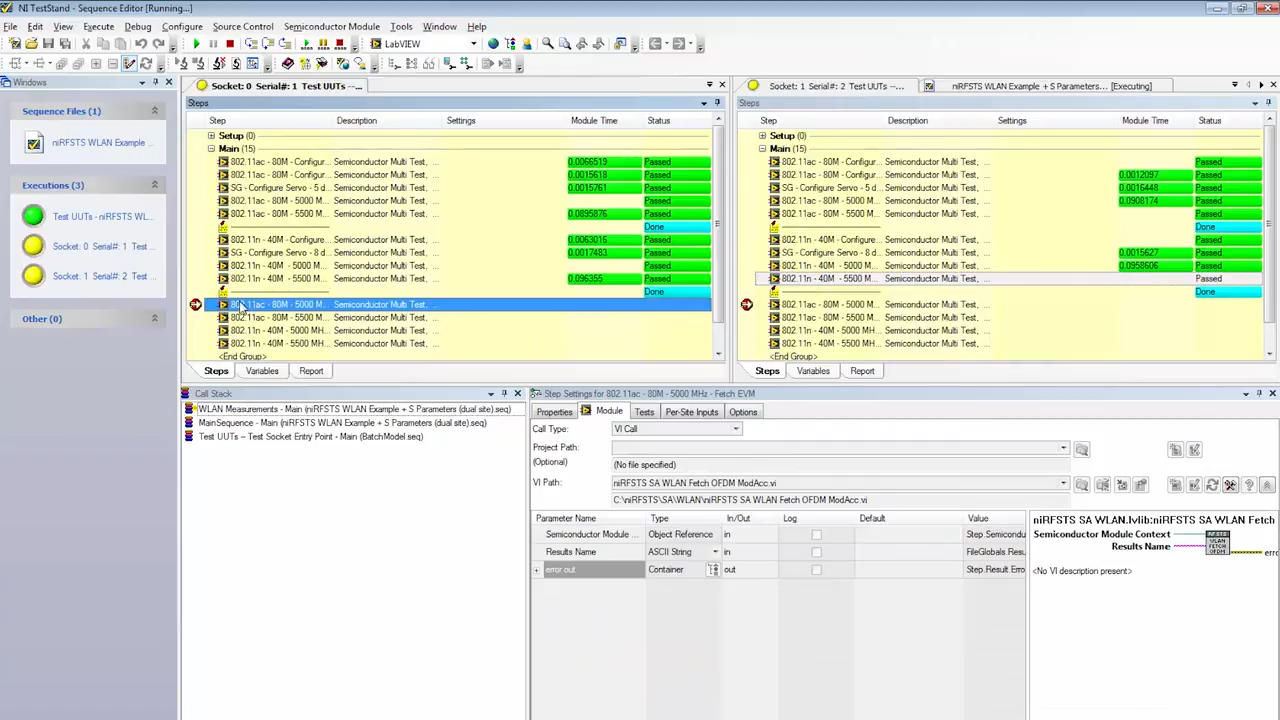 NI TestStand - Sequence Editor [Running...]
File Edit View Execute Debug Configure Source Control Semiconductor Module Tools Window Help
LabVIEW
Windows
Sequence Files (1)
niRFSTS WLAN Example ...
Executions (3)
Test UUTs - niRFSTS WL...
Socket: 0 Serial#: 1 Test ...
Socket: 1 Serial#: 2 Test ...
Other (0)
Socket: 0 Serial#: 1 Test UUTs --...
Steps
Step Description Settings Module Time Status
Setup (0)
Main (15)
802.11ac - 80M - Configur... Semiconductor Multi Test, ... 0.0066519 Passed
802.11ac - 80M - Configur... Semiconductor Multi Test, ... 0.0015618 Passed
SG - Configure Servo - 5 d... Semiconductor Multi Test, ... 0.0015761 Passed
802.11ac - 80M - 5000 M... Semiconductor Multi Test, ... Passed
802.11ac - 80M - 5500 M... Semiconductor Multi Test, ... 0.0895876 Passed
Done
802.11n - 40M - Configure... Semiconductor Multi Test, ... 0.0063016 Passed
SG - Configure Servo - 8 d... Semiconductor Multi Test, ... 0.0017483 Passed
802.11n - 40M - 5000 M... Semiconductor Multi Test, ... Passed
802.11n - 40M - 5500 M... Semiconductor Multi Test, ... 0.096355 Passed
Done
802.11ac - 80M - 5000 M... Semiconductor Multi Test, ...
802.11ac - 80M - 5500 M... Semiconductor Multi Test, ...
802.11n - 40M - 5000 MH... Semiconductor Multi Test, ...
802.11n - 40M - 5500 MH... Semiconductor Multi Test, ...
<End Group>
Steps Variables Report
Socket: 1 Serial#: 2 Test UUTs --... niRFSTS WLAN Example + S Parameters... [Executing]
Steps
Step Description Settings Module Time Status
Setup (0)
Main (15)
802.11ac - 80M - Configur... Semiconductor Multi Test, ... Passed
802.11ac - 80M - Configur... Semiconductor Multi Test, ... 0.0012097 Passed
SG - Configure Servo - 5 d... Semiconductor Multi Test, ... 0.0016448 Passed
802.11ac - 80M - 5000 M... Semiconductor Multi Test, ... 0.0908174 Passed
802.11ac - 80M - 5500 M... Semiconductor Multi Test, ... Passed
Done
802.11n - 40M - Configure... Semiconductor Multi Test, ... Passed
SG - Configure Servo - 8 d... Semiconductor Multi Test, ... 0.0015627 Passed
802.11n - 40M - 5000 M... Semiconductor Multi Test, ... 0.0958606 Passed
802.11n - 40M - 5500 M... Semiconductor Multi Test, ... Passed
Done
802.11ac - 80M - 5000 M... Semiconductor Multi Test, ...
802.11ac - 80M - 5500 M... Semiconductor Multi Test, ...
802.11n - 40M - 5000 MH... Semiconductor Multi Test, ...
802.11n - 40M - 5500 MH... Semiconductor Multi Test, ...
<End Group>
Steps Variables Report
Call Stack
WLAN Measurements - Main (niRFSTS WLAN Example + S Parameters (dual site).seq)
MainSequence - Main (niRFSTS WLAN Example + S Parameters (dual site).seq)
Test UUTs – Test Socket Entry Point - Main (BatchModel.seq)
Step Settings for 802.11ac - 80M - 5000 MHz - Fetch EVM
Properties Module Tests Per-Site Inputs Options
Call Type: VI Call
Project Path:
(Optional) (No file specified)
VI Path: niRFSTS SA WLAN Fetch OFDM ModAcc.vi
C:\niRFSTS\SA\WLAN\niRFSTS SA WLAN Fetch OFDM ModAcc.vi
Parameter Name Type In/Out Log Default Value
Semiconductor Module ... Object Reference in Step.Semicondu
Results Name ASCII String in FileGlobals.Resu
error out Container out Step.Result.Erro
niRFSTS SA WLAN.lvlib:niRFSTS SA WLAN Fetch
Semiconductor Module Context
Results Name
RFSTS
WLAN
FETCH
OFDM
erro
<No VI description present>